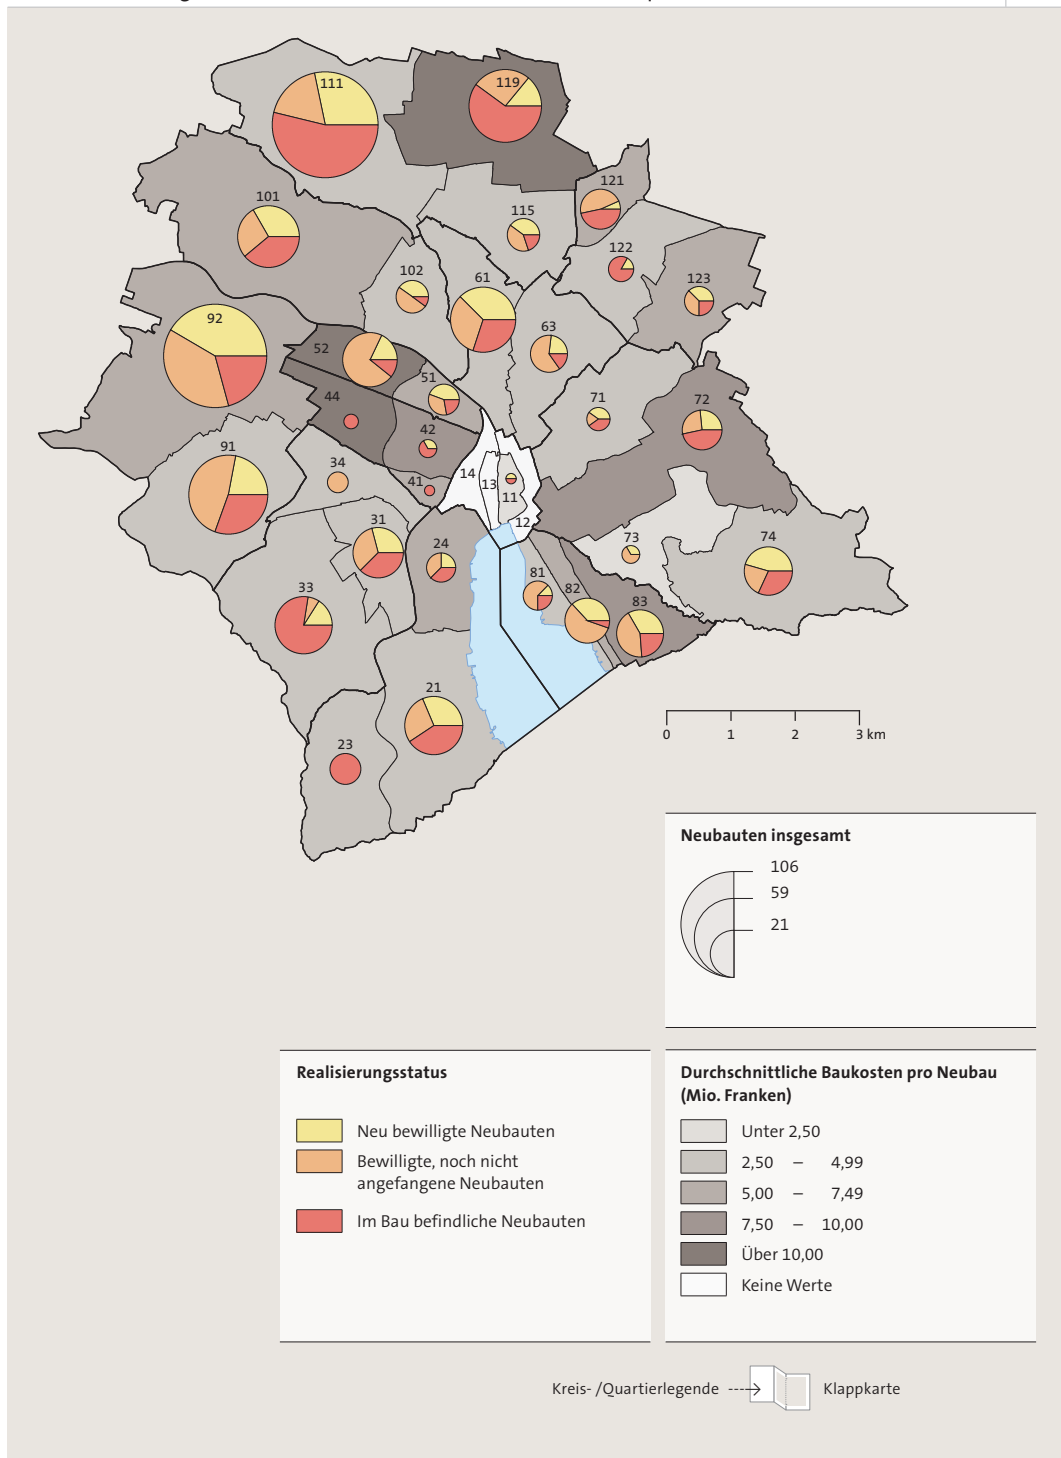 111
119
121
101
115
122
102
61
123
92
63
52
51
44
71
72
42
91
14
34
13
41
11
31
12
24
73
74
81
82
33
83
21
23
0 1 2 3 km
Neubauten insgesamt
106
59
21
Realisierungsstatus
Neu bewilligte Neubauten
Bewilligte, noch nicht
angefangene Neubauten
Im Bau befindliche Neubauten
Durchschnittliche Baukosten pro Neubau
(Mio. Franken)
Unter 2,50
2,50 – 4,99
5,00 – 7,49
7,50 – 10,00
Über 10,00
Keine Werte
Kreis- /Quartierlegende
Klappkarte